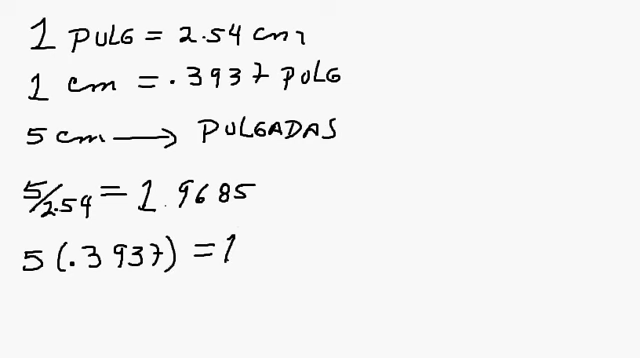 1 PULG = 2.54 cm
1 cm = .3937 PULG
5 cm → PULGADAS
5/2.54 = 1.9685
5 (.3937) = 1